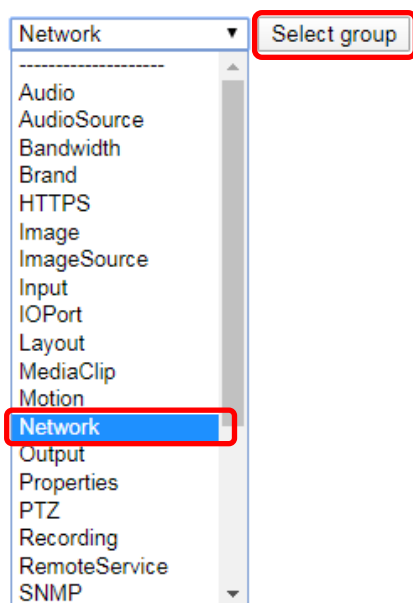 Network Select group
--------------------
Audio
AudioSource
Bandwidth
Brand
HTTPS
Image
ImageSource
Input
IOPort
Layout
MediaClip
Motion
Network
Output
Properties
PTZ
Recording
RemoteService
SNMP